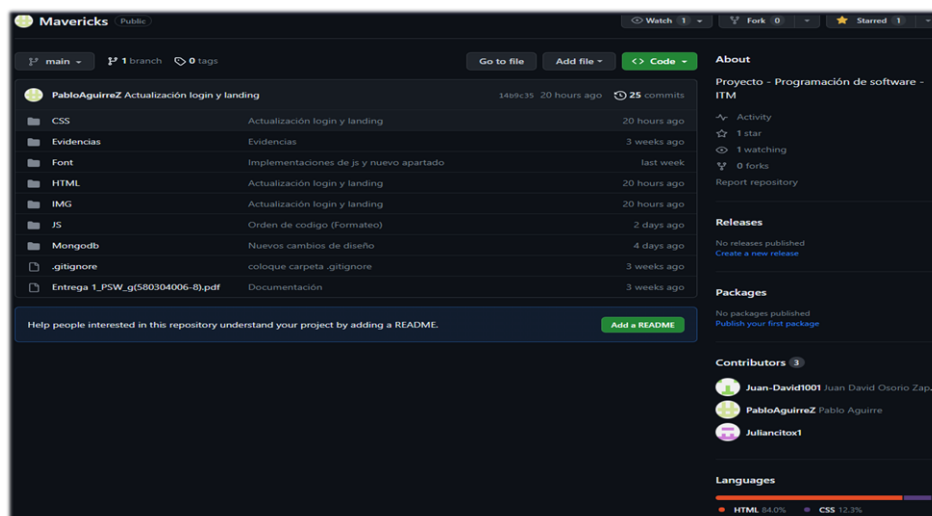 Mavericks Public
Watch 1 Fork 0 Starred 1
main 1 branch 0 tags Go to file Add file <> Code
PabloAguirreZ Actualización login y landing 14b9c35 20 hours ago 25 commits
CSS Actualización login y landing 20 hours ago
Evidencias Evidencias 3 weeks ago
Font Implementaciones de js y nuevo apartado last week
HTML Actualización login y landing 20 hours ago
IMG Actualización login y landing 20 hours ago
JS Orden de codigo (Formateo) 2 days ago
Mongodb Nuevos cambios de diseño 4 days ago
.gitignore coloque carpeta .gitignore 3 weeks ago
Entrega 1_PSW_g(580304006-8).pdf Documentación 3 weeks ago
Help people interested in this repository understand your project by adding a README. Add a README
About
Proyecto - Programación de software -
ITM
Activity
1 star
1 watching
0 forks
Report repository
Releases
No releases published
Create a new release
Packages
No packages published
Publish your first package
Contributors 3
Juan-David1001 Juan David Osorio Zap.
PabloAguirreZ Pablo Aguirre
Juliancitox1
Languages
HTML 84.0% CSS 12.3%